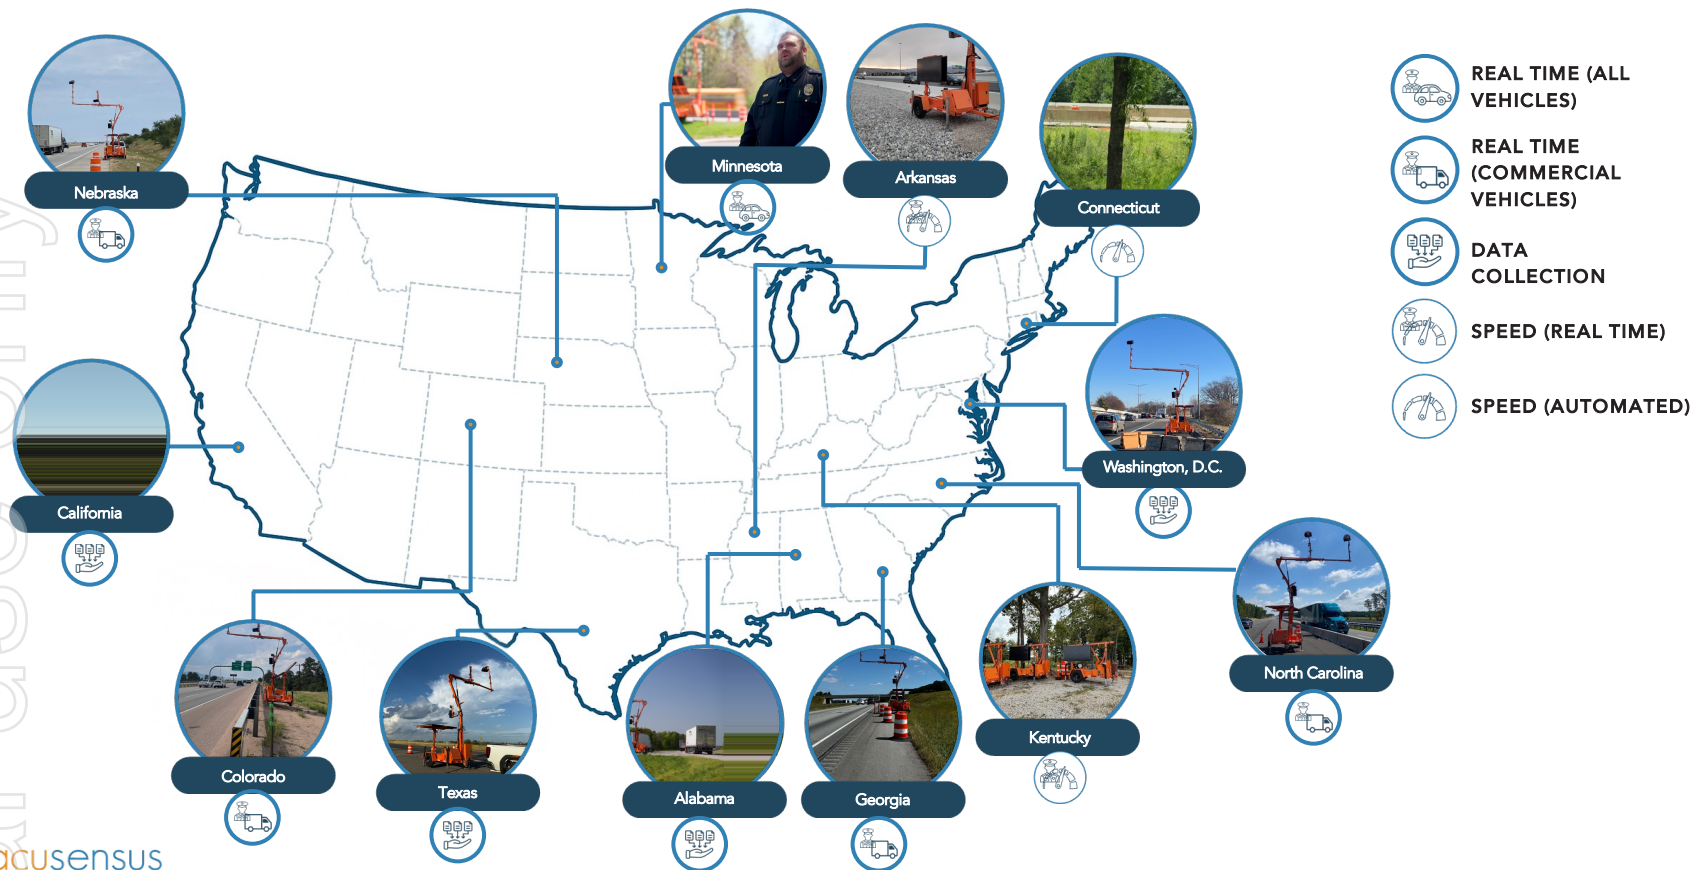 Minnesota
Arkansas
Nebraska
Connecticut
REAL TIME (ALL
VEHICLES)
REAL TIME
(COMMERCIAL
VEHICLES)
DATA
COLLECTION
SPEED (REAL TIME)
SPEED (AUTOMATED)
California
Washington, D.C.
North Carolina
Kentucky
Colorado
Texas
Alabama
Georgia
acusensus